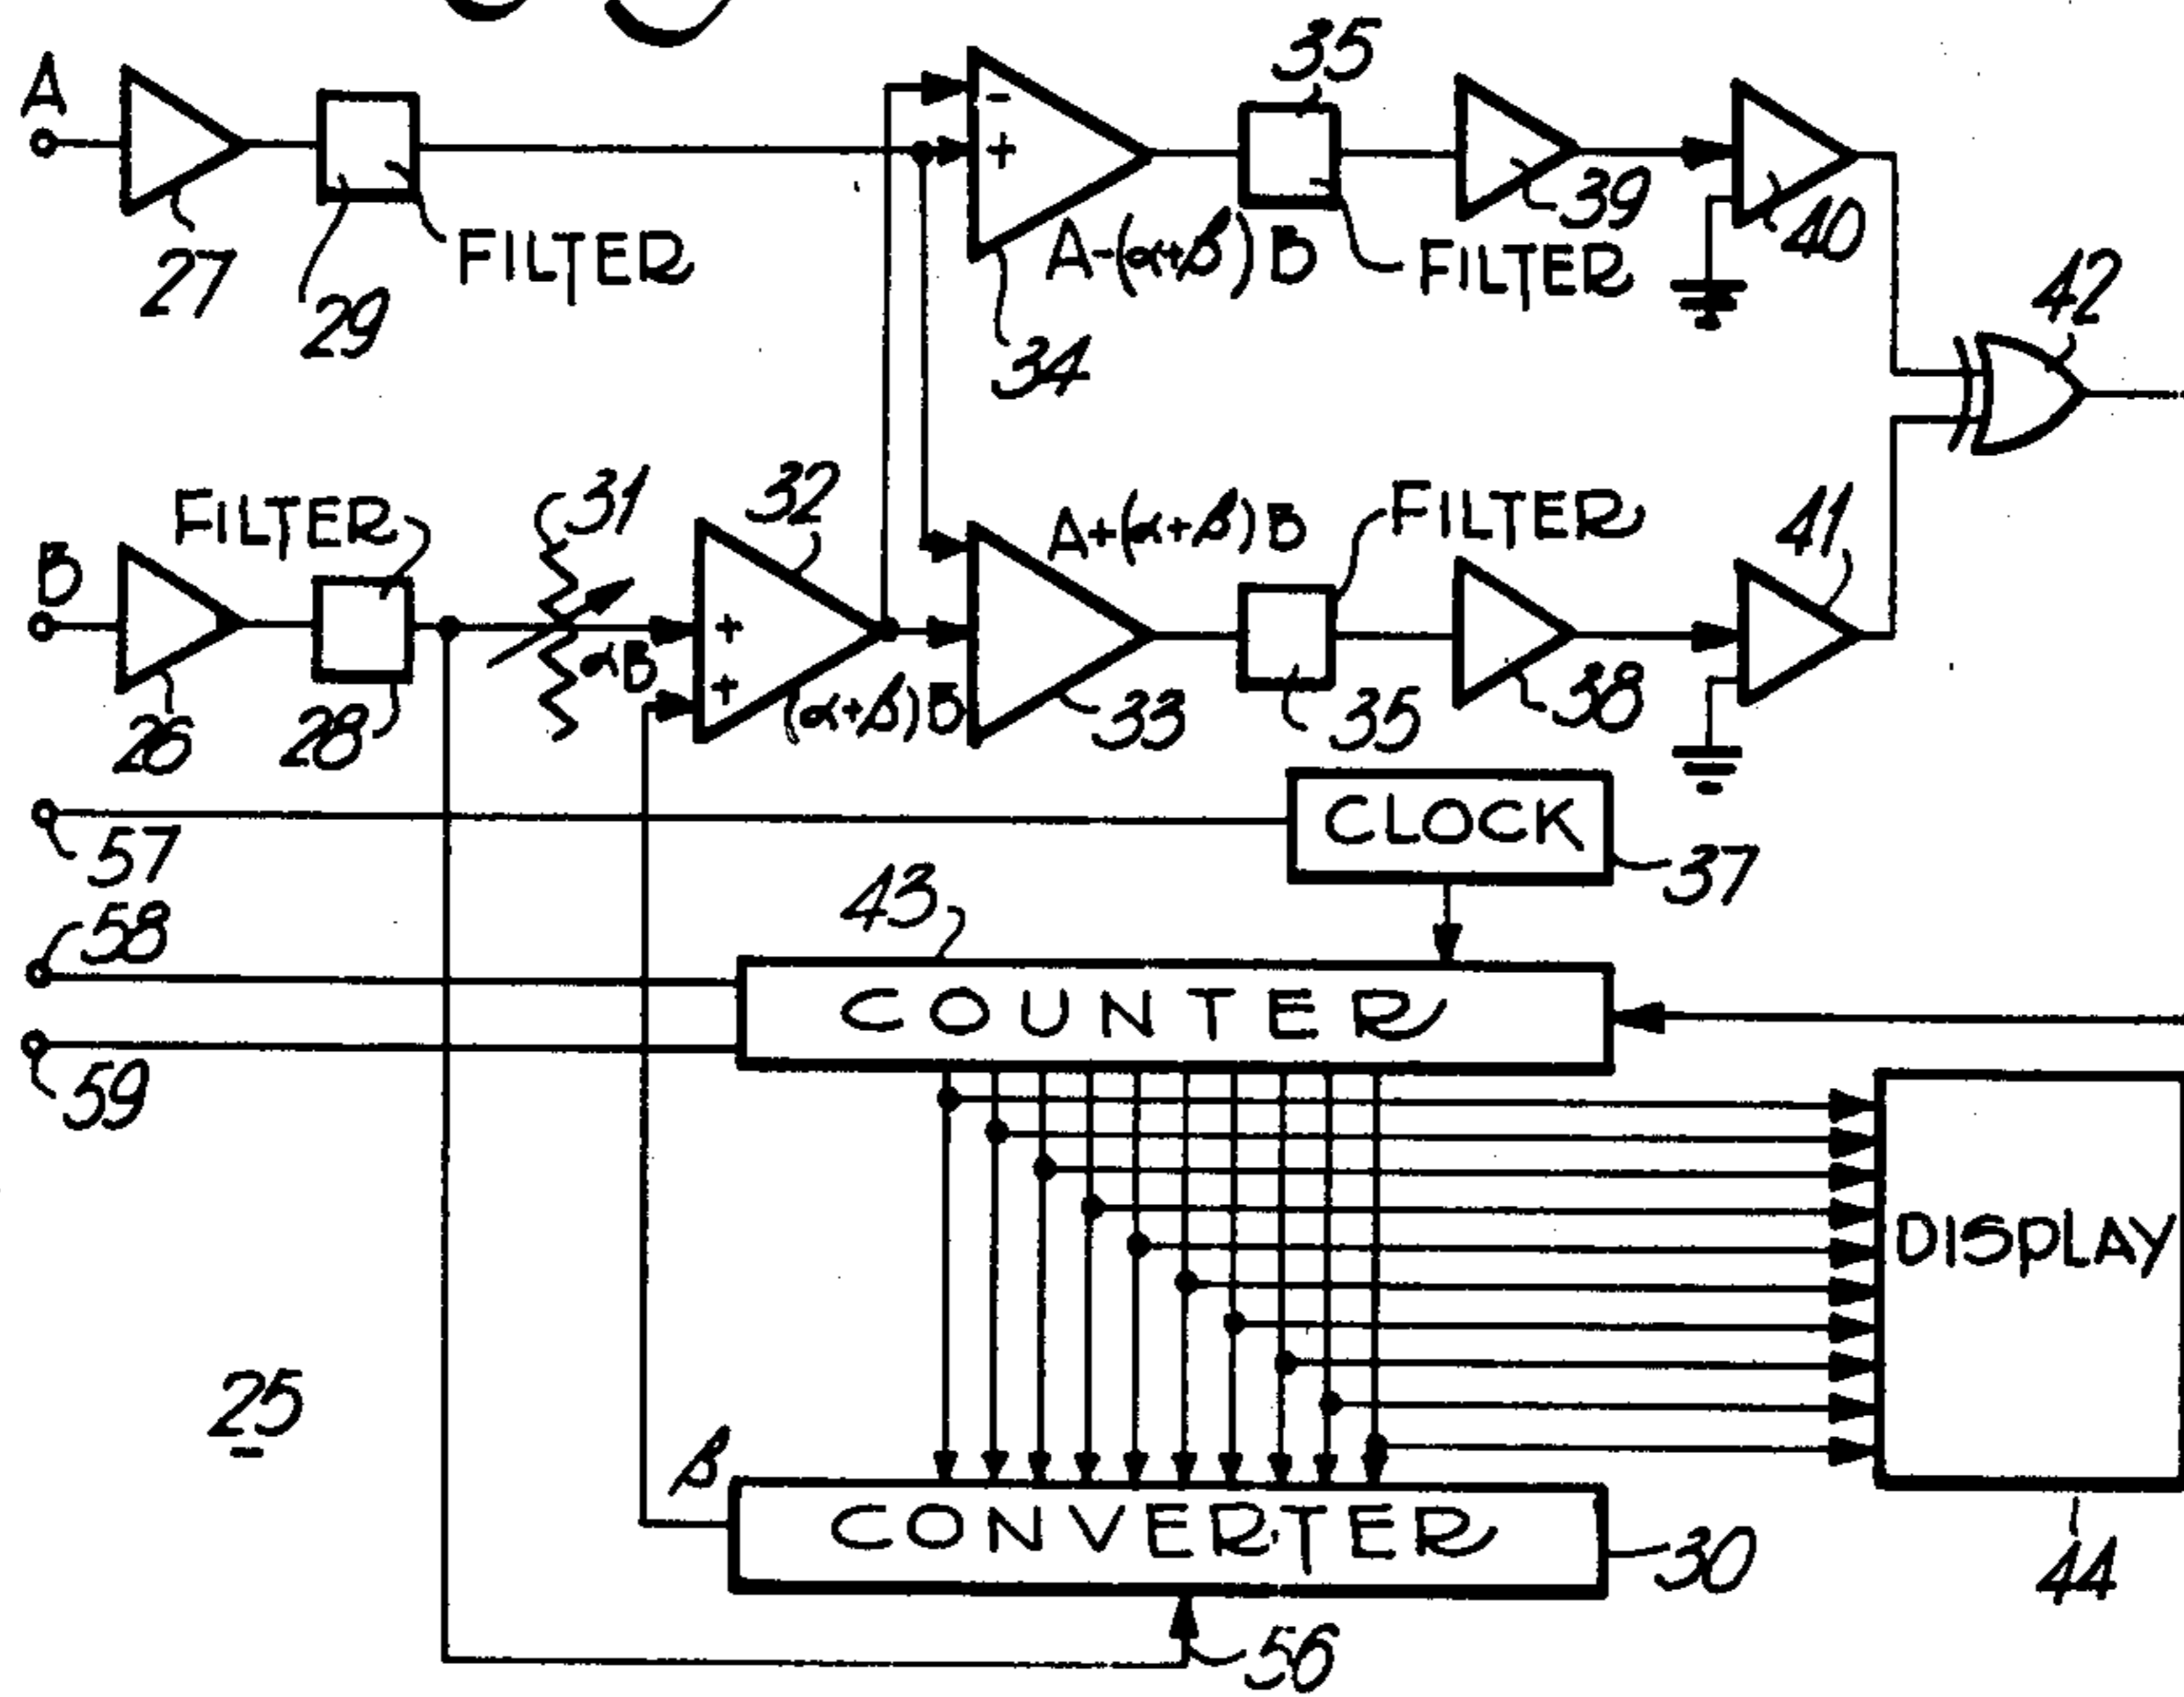 35
A
-
+
39
40
27
FILTER
A-(α+β)B
FILTER
29
34
42
FILTER
31
32
A+(α+β)B
FILTER
41
B
αB
+
+
26
28
(α+β)B
33
35
38
CLOCK
57
37
43
58
COUNTER
59
DISPLAY
25
β
CONVERTER
30
44
56